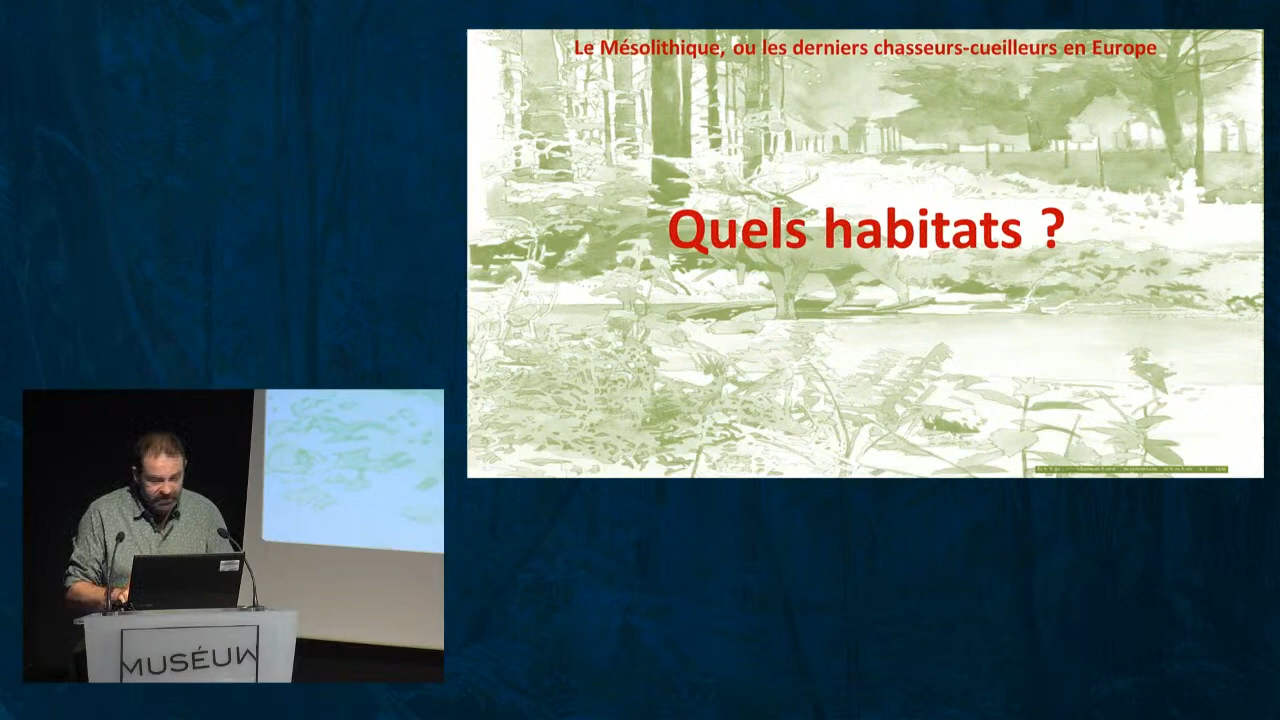 Le Mésolithique, ou les derniers chasseurs-cueilleurs en Europe
Quels habitats ?
MUSÉUM